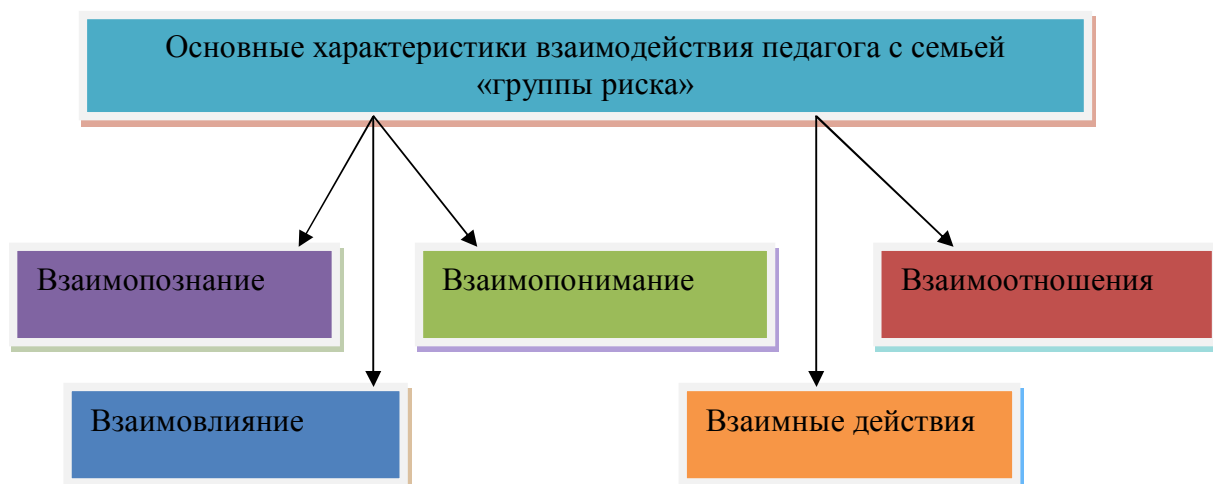 Основные характеристики взаимодействия педагога с семьей
«группы риска»
Взаимопознание
Взаимопонимание
Взаимоотношения
Взаимовлияние
Взаимные действия